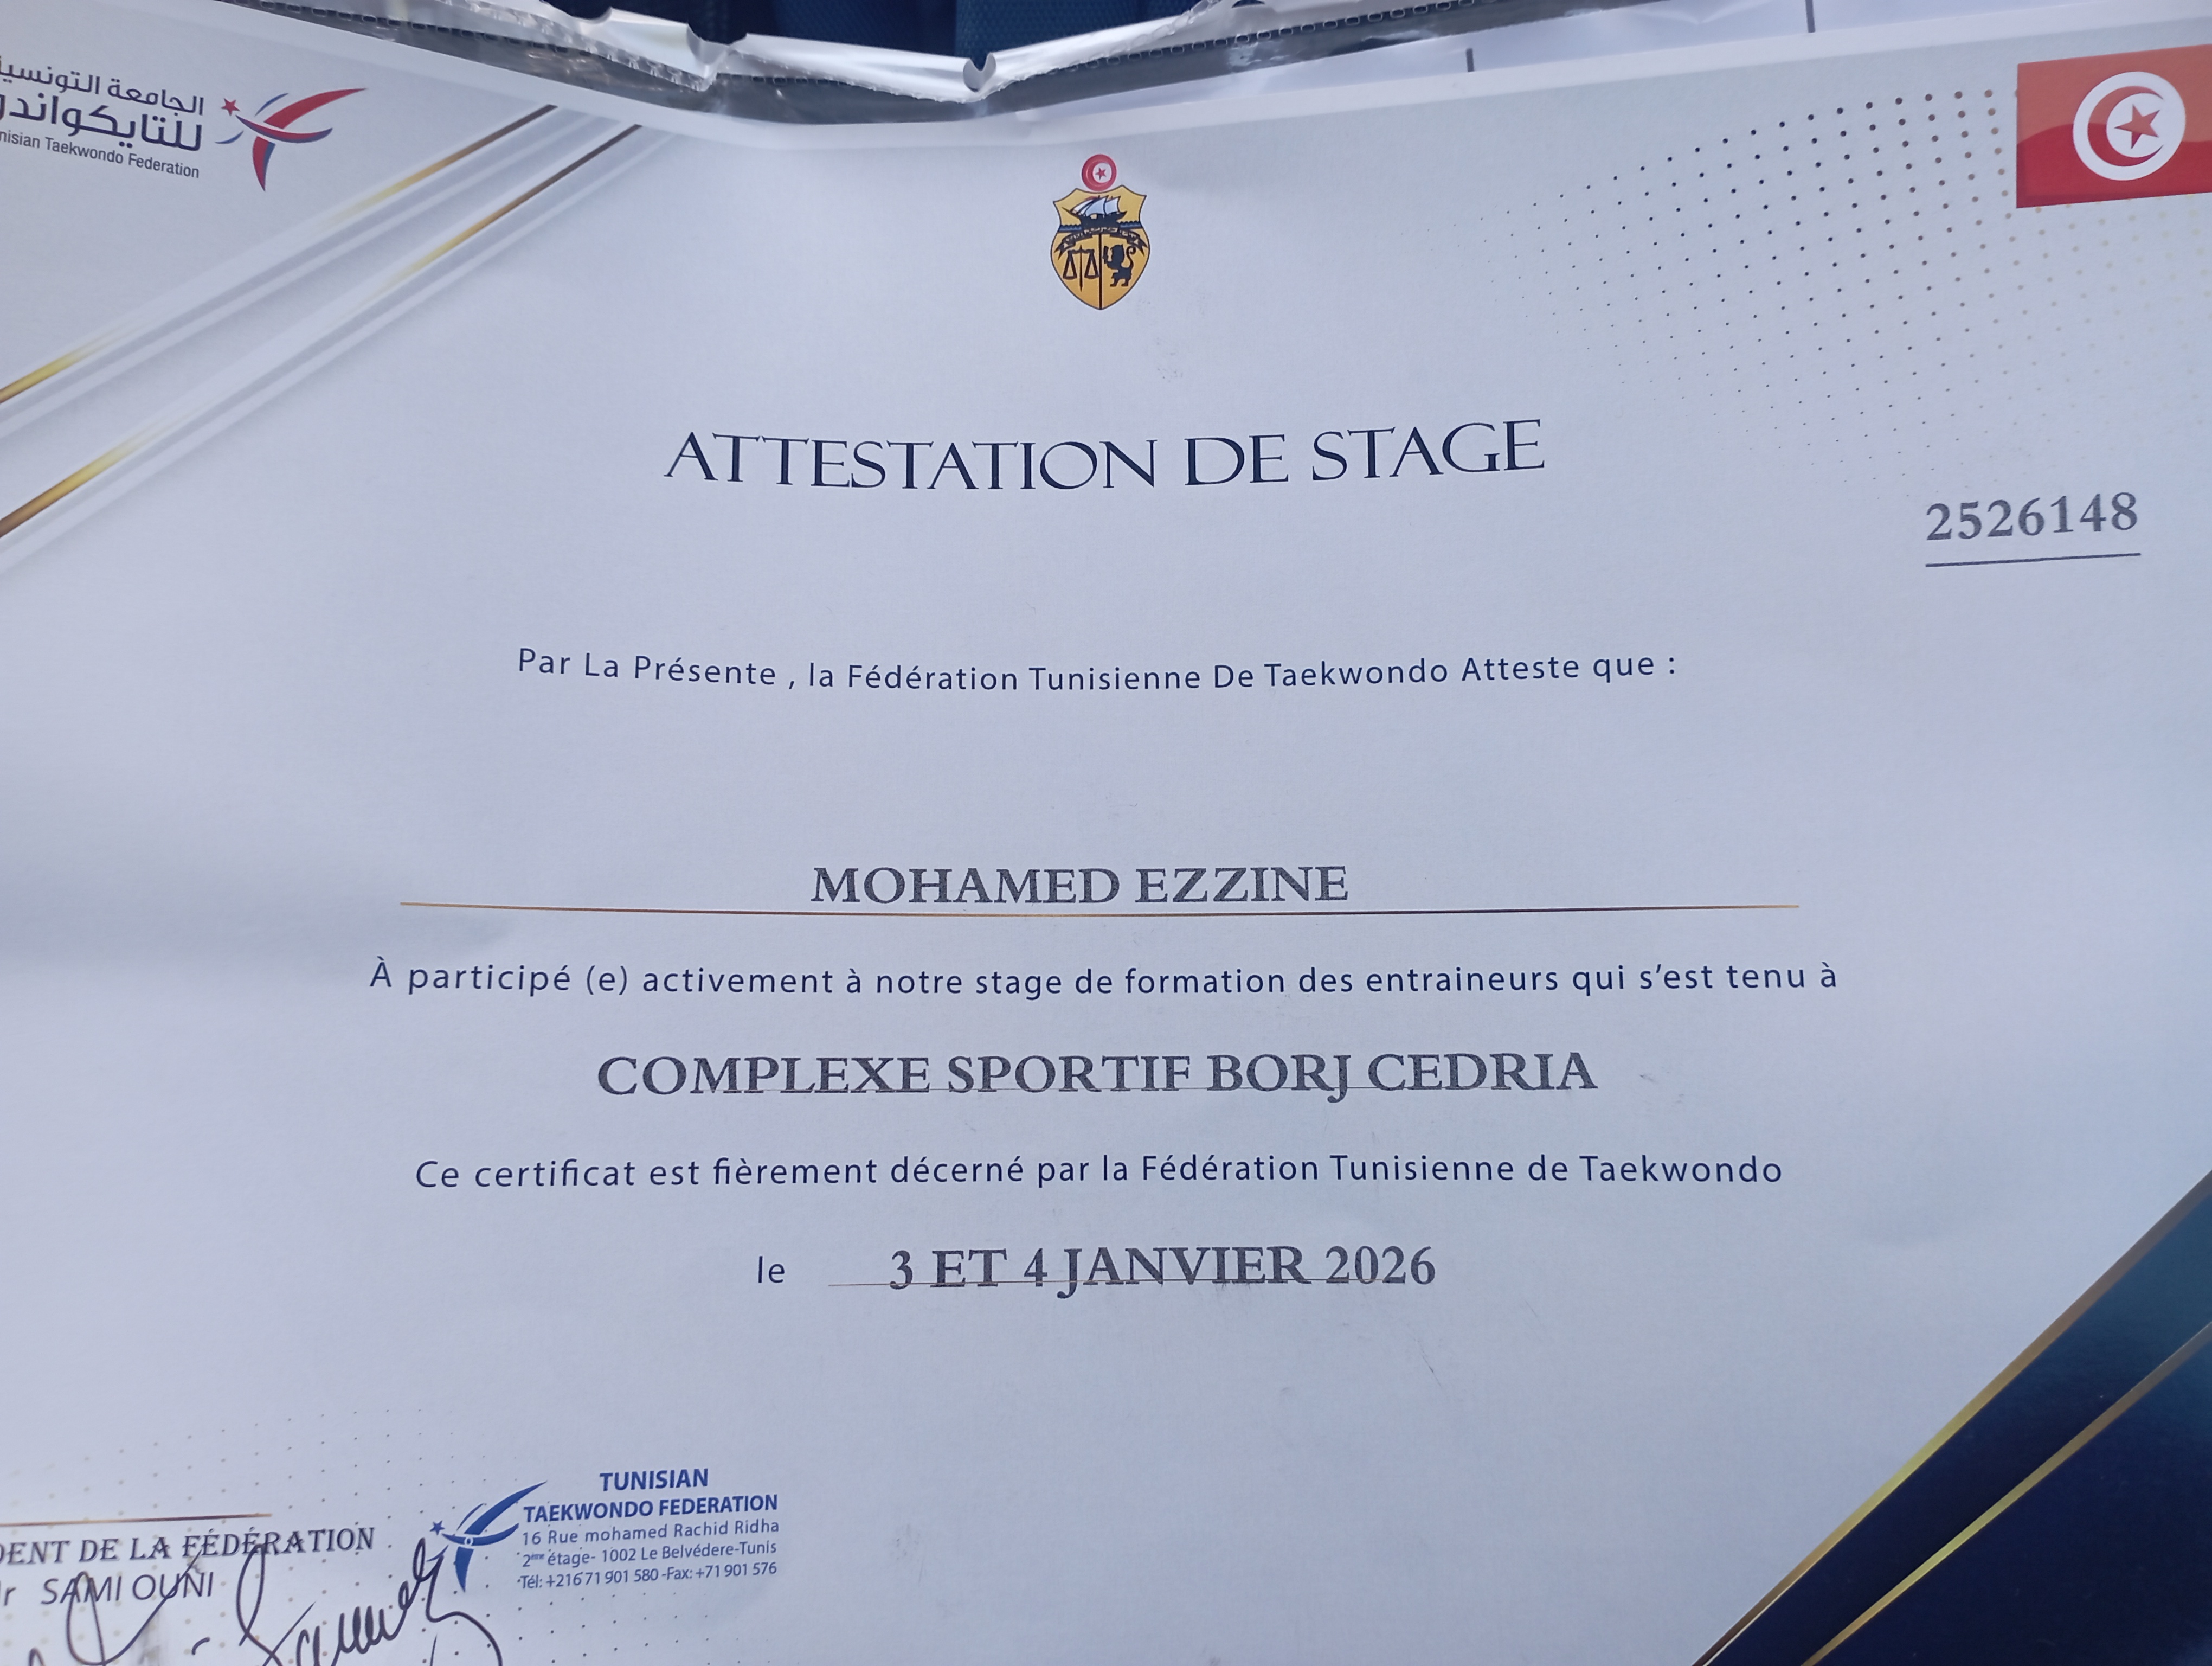 الجامعة التونسية
Taekwondo Federation
ATTESTATION DE STAGE
2526148
Par La Présente , la Fédération Tunisienne De Taekwondo Atteste que :
MOHAMED EZZINE
À participé (e) activement à notre stage de formation des entraineurs qui s’est tenu à
COMPLEXE SPORTIF BORJ CEDRIA
Ce certificat est fièrement décerné par la Fédération Tunisienne de Taekwondo
le 3 ET 4 JANVIER 2026
DE LA FÉDÉRATION
SAMI OUNI
TUNISIAN
TAEKWONDO FEDERATION
16 Rue mohamed Rachid Ridha
2ème étage- 1002 Le Belvédere-Tunis
Tél: +216 71 901 580 -Fax: +71 901 576